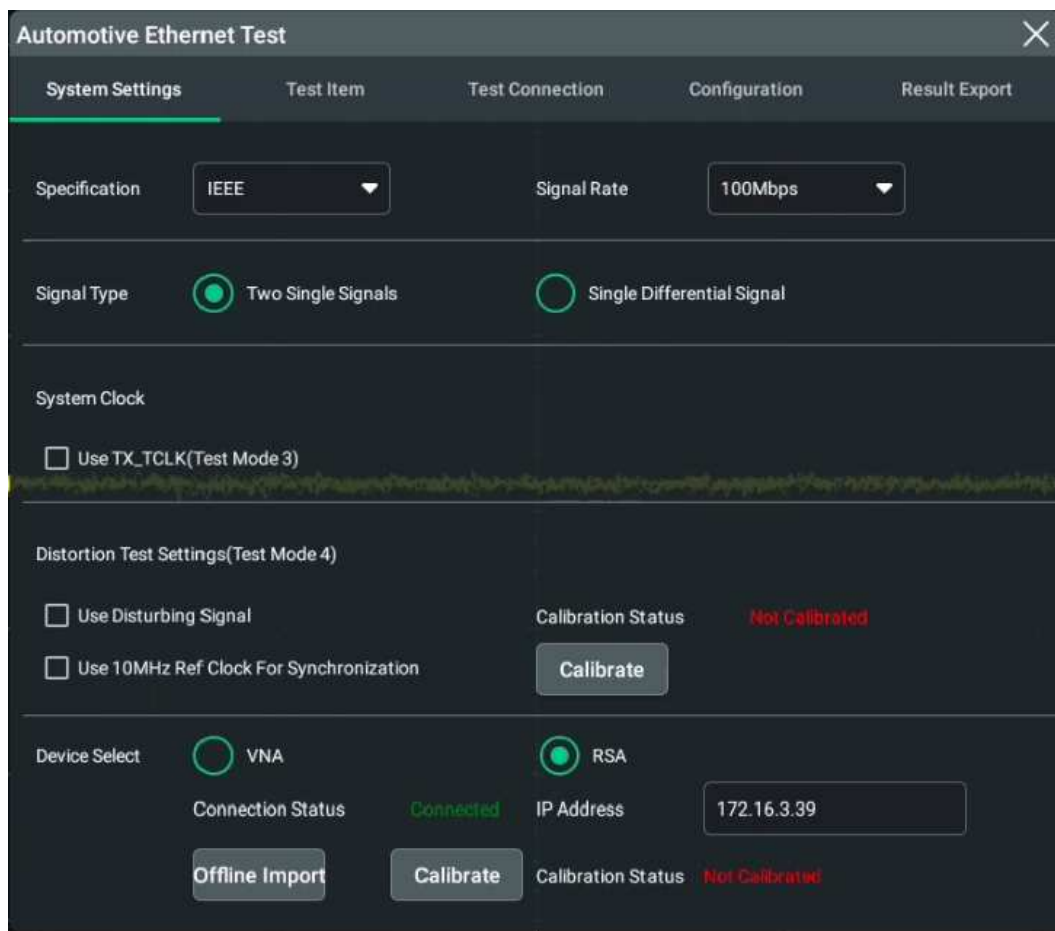 Automotive Ethernet Test
System Settings Test Item Test Connection Configuration Result Export
Specification IEEE Signal Rate 100Mbps
Signal Type Two Single Signals Single Differential Signal
System Clock
Use TX_TCLK(Test Mode 3)
Distortion Test Settings(Test Mode 4)
Use Disturbing Signal Calibration Status Not Calibrated
Use 10MHz Ref Clock For Synchronization Calibrate
Device Select VNA RSA
Connection Status Connected IP Address 172.16.3.39
Offline Import Calibrate Calibration Status Not Calibrated